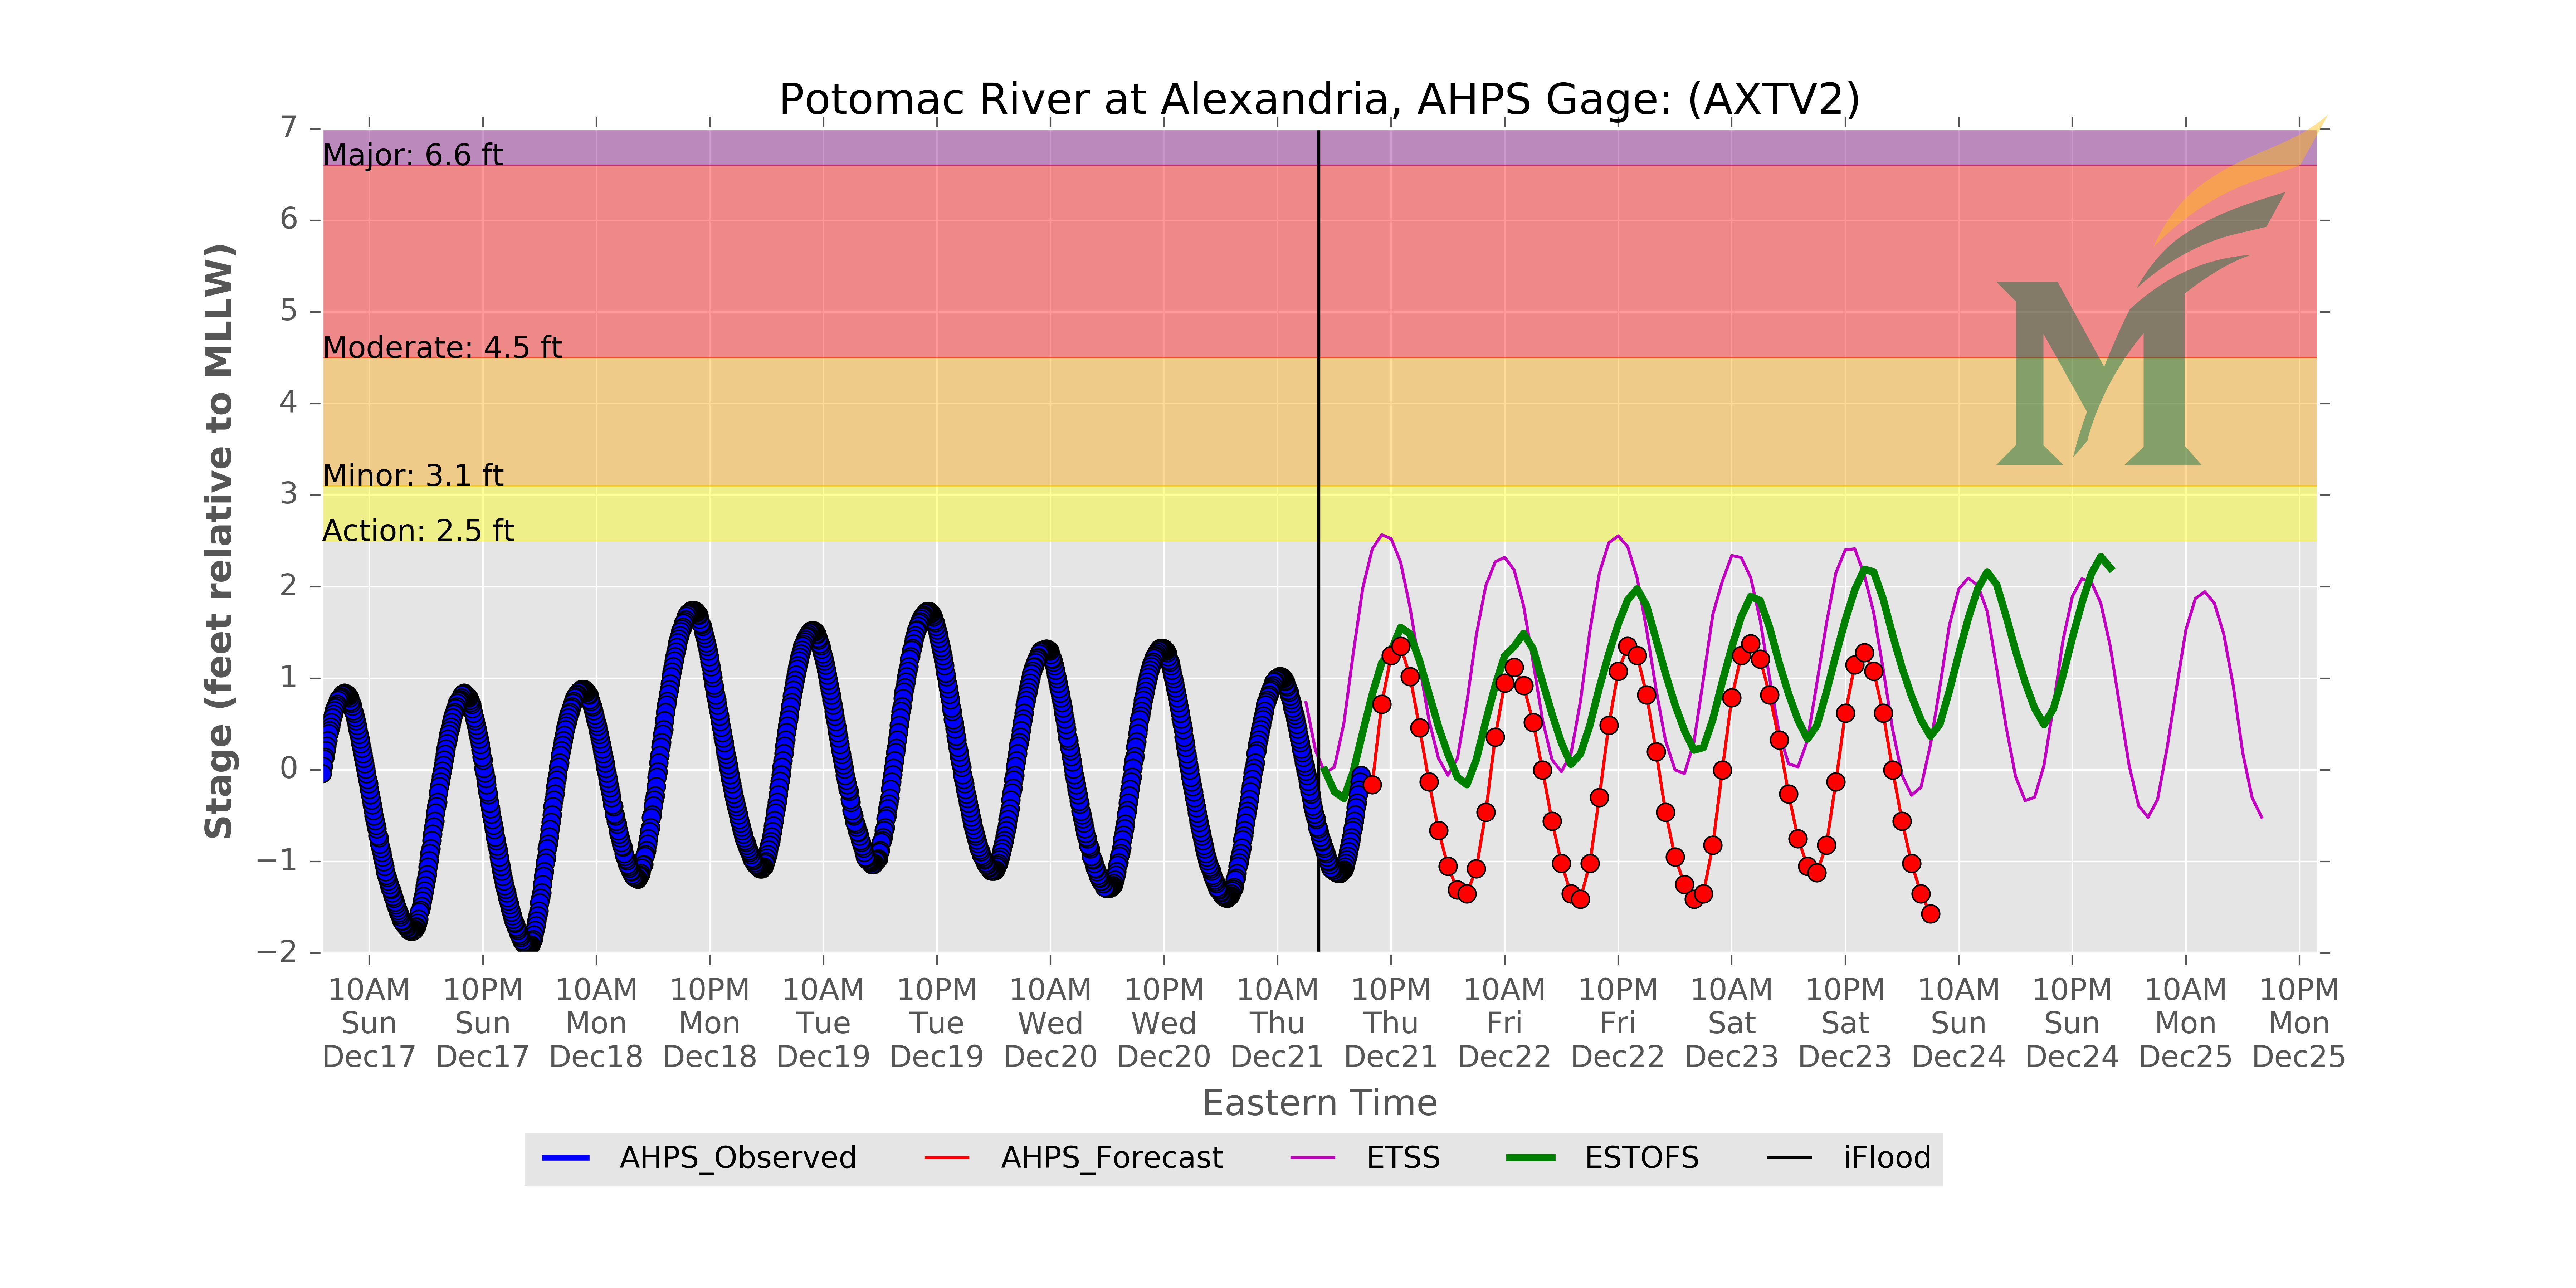 Potomac River at Alexandria, AHPS Gage: (AXTV2)
Stage (feet relative to MLLW)
7
6
5
4
3
2
1
0
−1
−2
Major: 6.6 ft
Moderate: 4.5 ft
Minor: 3.1 ft
Action: 2.5 ft
M
10AM 10PM 10AM 10PM 10AM 10PM 10AM 10PM 10AM 10PM 10AM 10PM 10AM 10PM 10AM 10PM 10AM 10PM
Sun Sun Mon Mon Tue Tue Wed Wed Thu Thu Fri Fri Sat Sat Sun Sun Mon Mon
Dec17 Dec17 Dec18 Dec18 Dec19 Dec19 Dec20 Dec20 Dec21 Dec21 Dec22 Dec22 Dec23 Dec23 Dec24 Dec24 Dec25 Dec25
Eastern Time
AHPS_Observed AHPS_Forecast ETSS ESTOFS iFlood